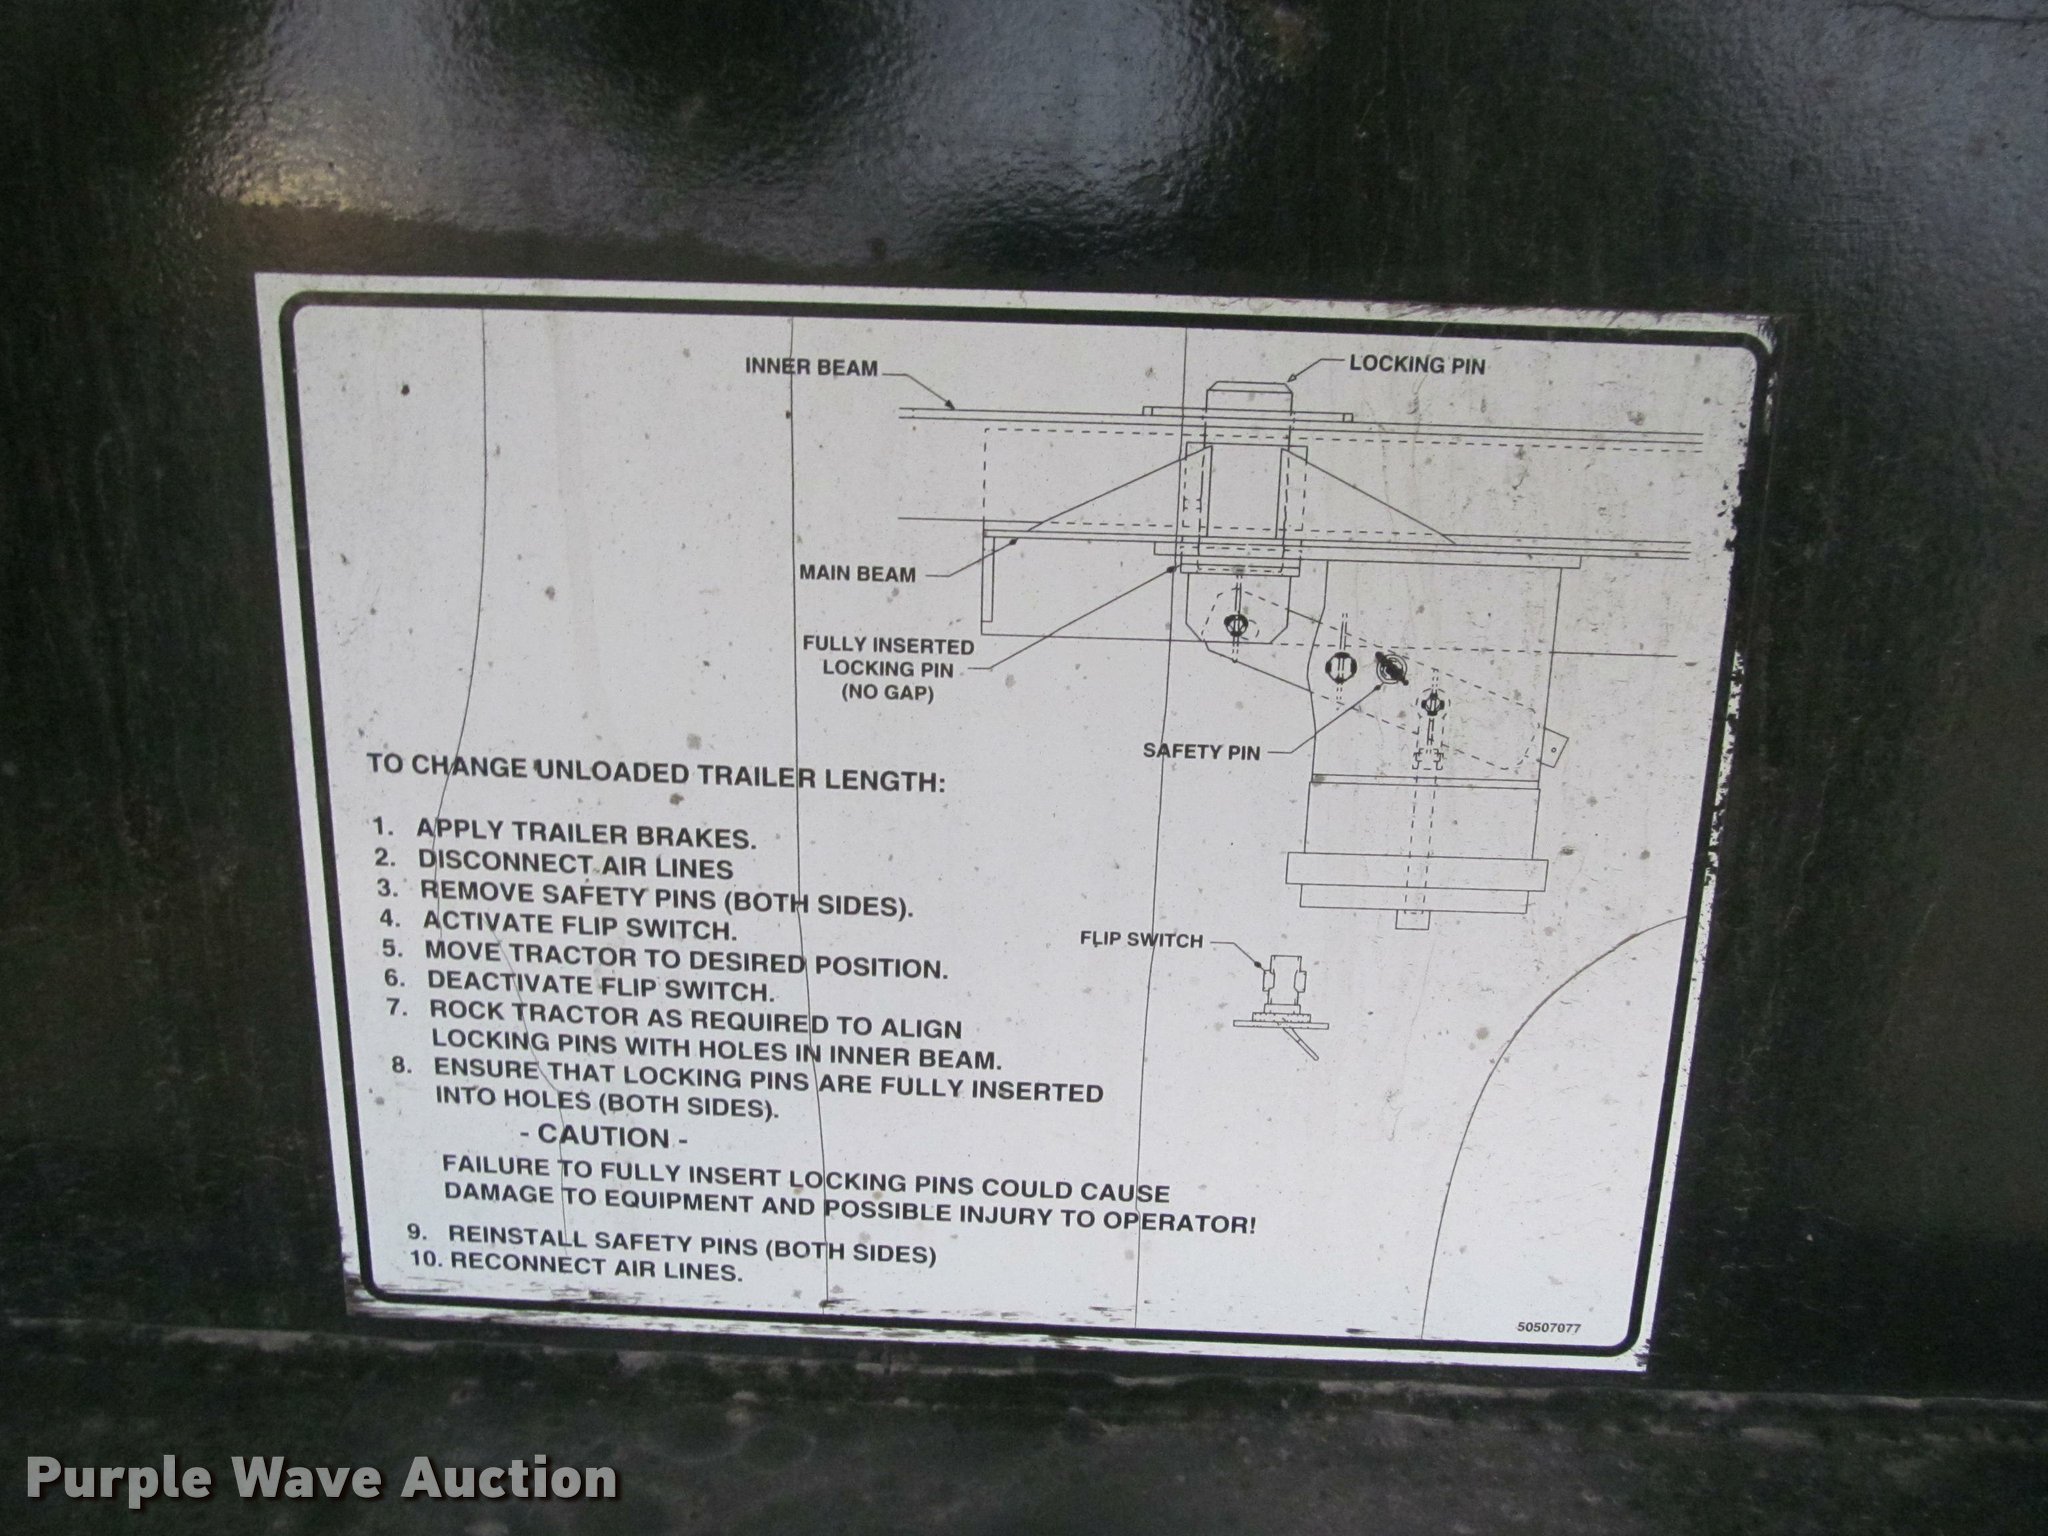 INNER BEAM
LOCKING PIN
MAIN BEAM
FULLY INSERTED
LOCKING PIN
(NO GAP)
SAFETY PIN
FLIP SWITCH
TO CHANGE UNLOADED TRAILER LENGTH:
1. APPLY TRAILER BRAKES.
2. DISCONNECT AIR LINES
3. REMOVE SAFETY PINS (BOTH SIDES).
4. ACTIVATE FLIP SWITCH.
5. MOVE TRACTOR TO DESIRED POSITION.
6. DEACTIVATE FLIP SWITCH.
7. ROCK TRACTOR AS REQUIRED TO ALIGN
LOCKING PINS WITH HOLES IN INNER BEAM.
8. ENSURE THAT LOCKING PINS ARE FULLY INSERTED
INTO HOLES (BOTH SIDES).
- CAUTION -
FAILURE TO FULLY INSERT LOCKING PINS COULD CAUSE
DAMAGE TO EQUIPMENT AND POSSIBLE INJURY TO OPERATOR!
9. REINSTALL SAFETY PINS (BOTH SIDES)
10. RECONNECT AIR LINES.
50507077
Purple Wave Auction